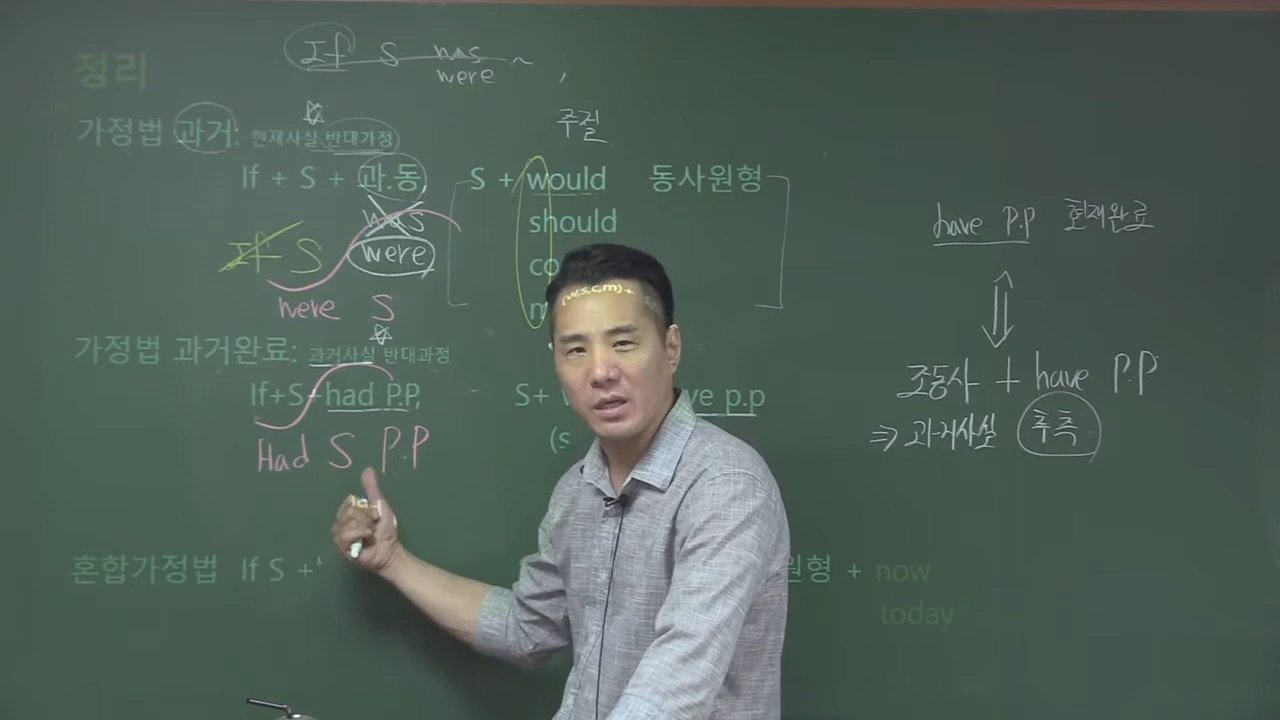 If S was ~ ,
were
정리
가정법 과거: 현재사실 반대가정
주절
If + S + 과.동, S + would 동사원형
was should
If S were co
were S m
have P.P 현재완료
가정법 과거완료: 과거사실 반대과정
조동사 + have P.P
If+S+had P.P, S+ ve p.p
⇒ 과거사실 추측
Had S P.P (s
혼합가정법 If S + 원형 + now
today